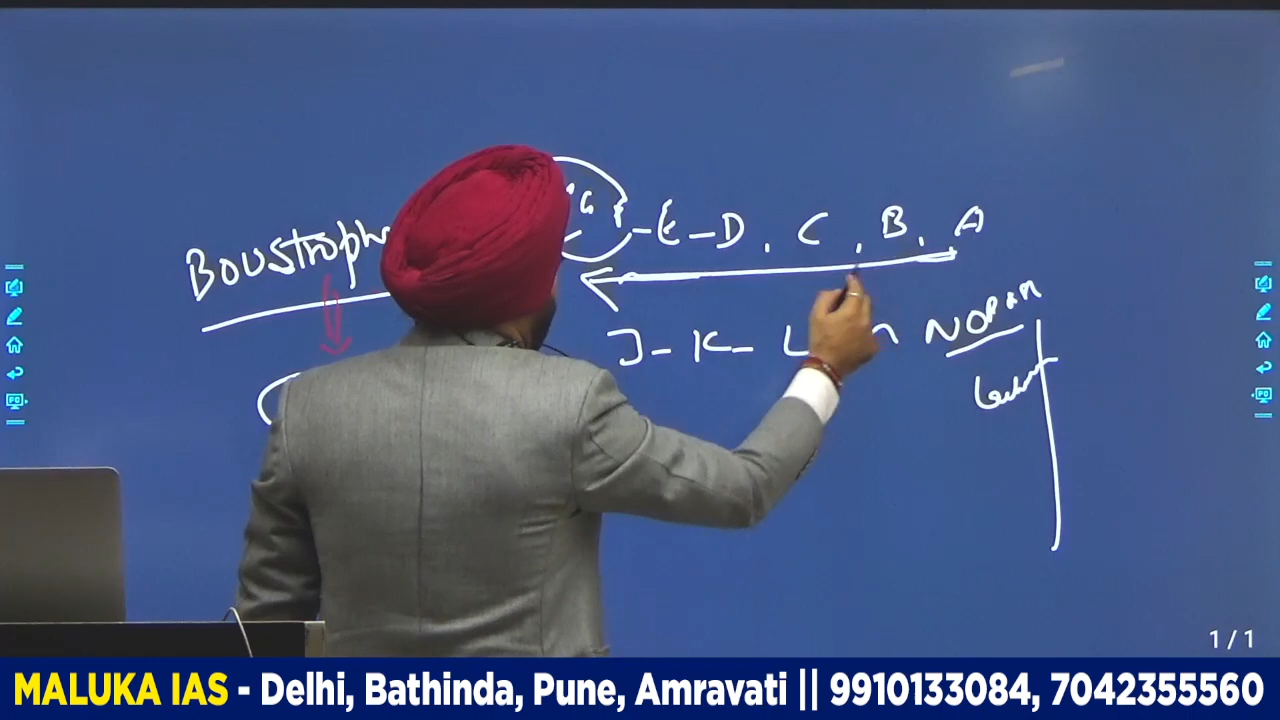 Boustroph
G F - E - D , C , B , A
J - K - L M NOPQR
1 / 1
MALUKA IAS - Delhi, Bathinda, Pune, Amravati || 9910133084, 7042355560